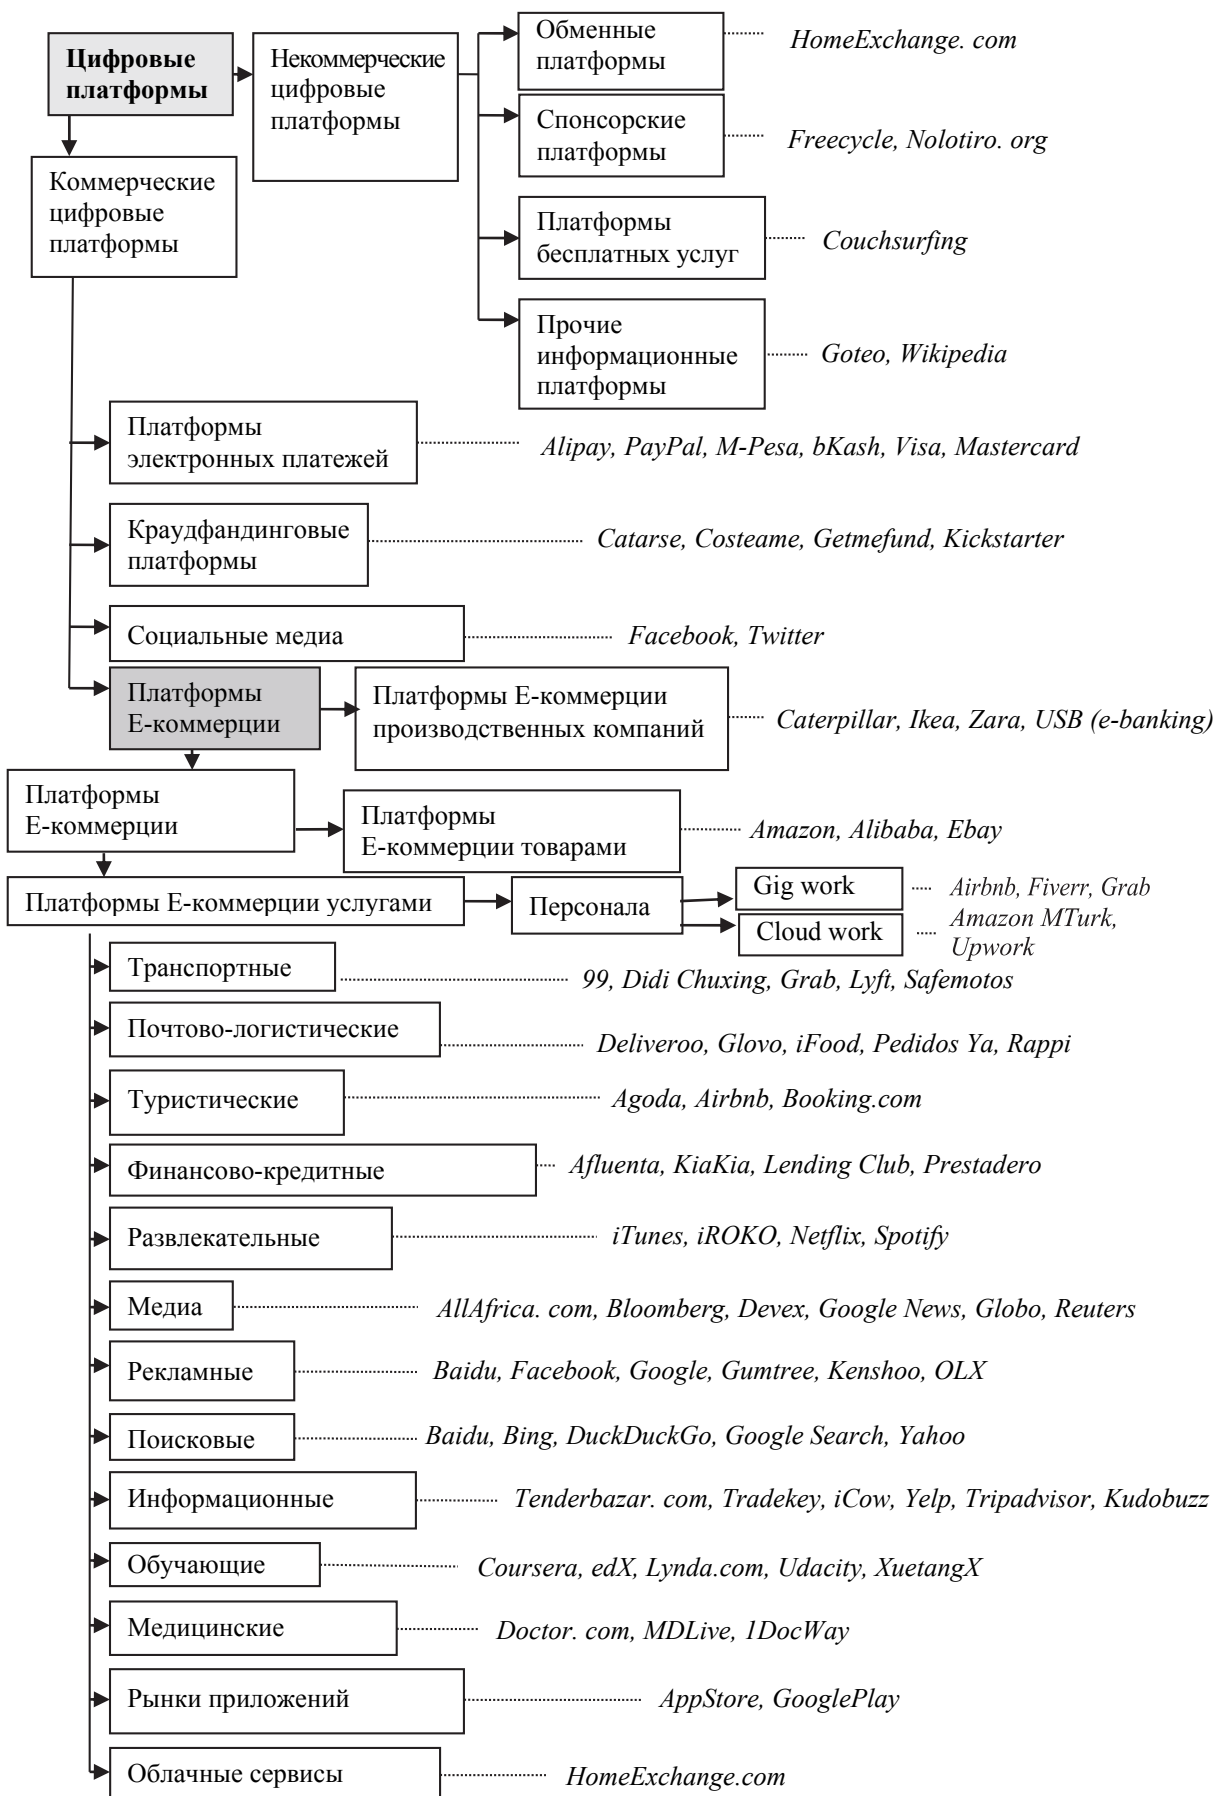 Цифровые
платформы
Некоммерческие
цифровые
платформы
Обменные
платформы
HomeExchange. com
Спонсорские
платформы
Freecycle, Nolotiro. org
Коммерческие
цифровые
платформы
Платформы
бесплатных услуг
Couchsurfing
Прочие
информационные
платформы
Goteo, Wikipedia
Платформы
электронных платежей
Alipay, PayPal, M-Pesa, bKash, Visa, Mastercard
Краудфандинговые
платформы
Catarse, Costeame, Getmefund, Kickstarter
Социальные медиа
Facebook, Twitter
Платформы
Е-коммерции
Платформы Е-коммерции
производственных компаний
Caterpillar, Ikea, Zara, USB (e-banking)
Платформы
Е-коммерции
Платформы
Е-коммерции товарами
Amazon, Alibaba, Ebay
Платформы Е-коммерции услугами
Персонала
Gig work
Airbnb, Fiverr, Grab
Cloud work
Amazon MTurk,
Upwork
Транспортные
99, Didi Chuxing, Grab, Lyft, Safemotos
Почтово-логистические
Deliveroo, Glovo, iFood, Pedidos Ya, Rappi
Туристические
Agoda, Airbnb, Booking.com
Финансово-кредитные
Afluenta, KiaKia, Lending Club, Prestadero
Развлекательные
iTunes, iROKO, Netflix, Spotify
Медиа
AllAfrica. com, Bloomberg, Devex, Google News, Globo, Reuters
Рекламные
Baidu, Facebook, Google, Gumtree, Kenshoo, OLX
Поисковые
Baidu, Bing, DuckDuckGo, Google Search, Yahoo
Информационные
Tenderbazar. com, Tradekey, iCow, Yelp, Tripadvisor, Kudobuzz
Обучающие
Coursera, edX, Lynda.com, Udacity, XuetangX
Медицинские
Doctor. com, MDLive, 1DocWay
Рынки приложений
AppStore, GooglePlay
Облачные сервисы
HomeExchange.com